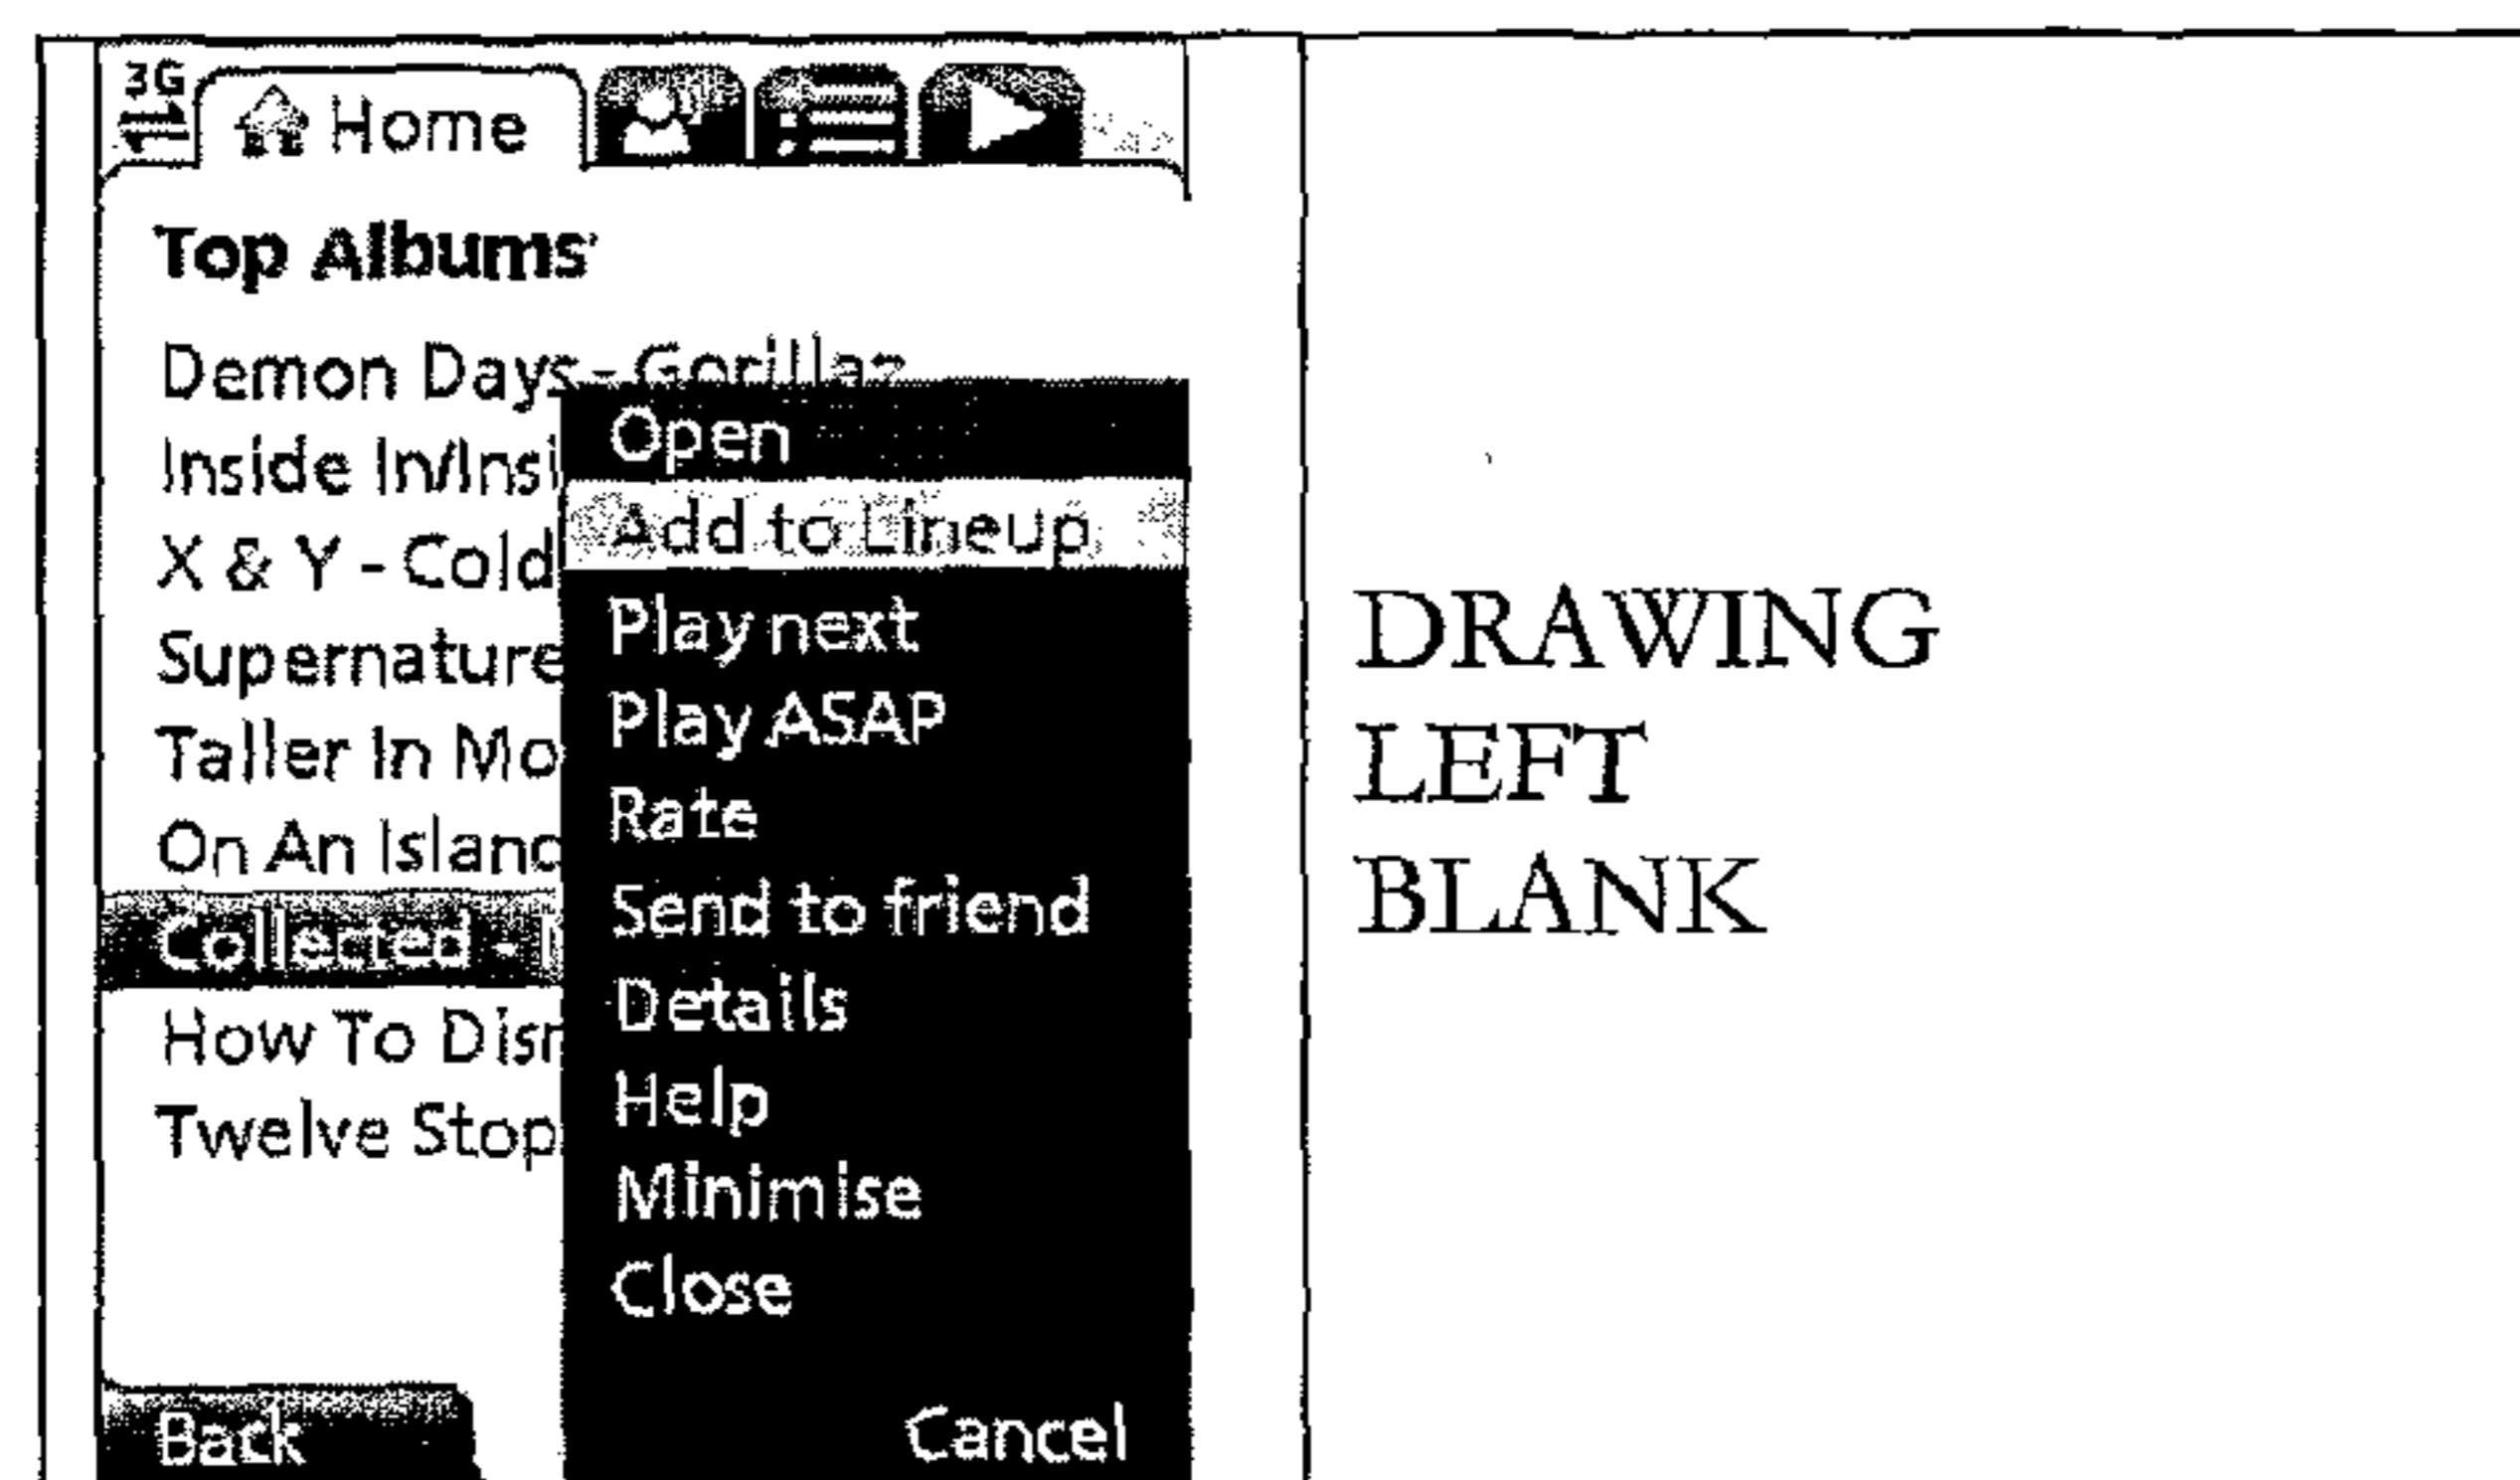 3G
Home
Top Albums
Demon Days - Gorillaz
Inside In/Insi
X & Y - Cold
Supernature
Taller In Mo
On An Island
Collected -
How To Dis
Twelve Stop
Open
Add to Lineup
Play next
Play ASAP
Rate
Send to friend
Details
Help
Minimise
Close
Back
Cancel
DRAWING
LEFT
BLANK